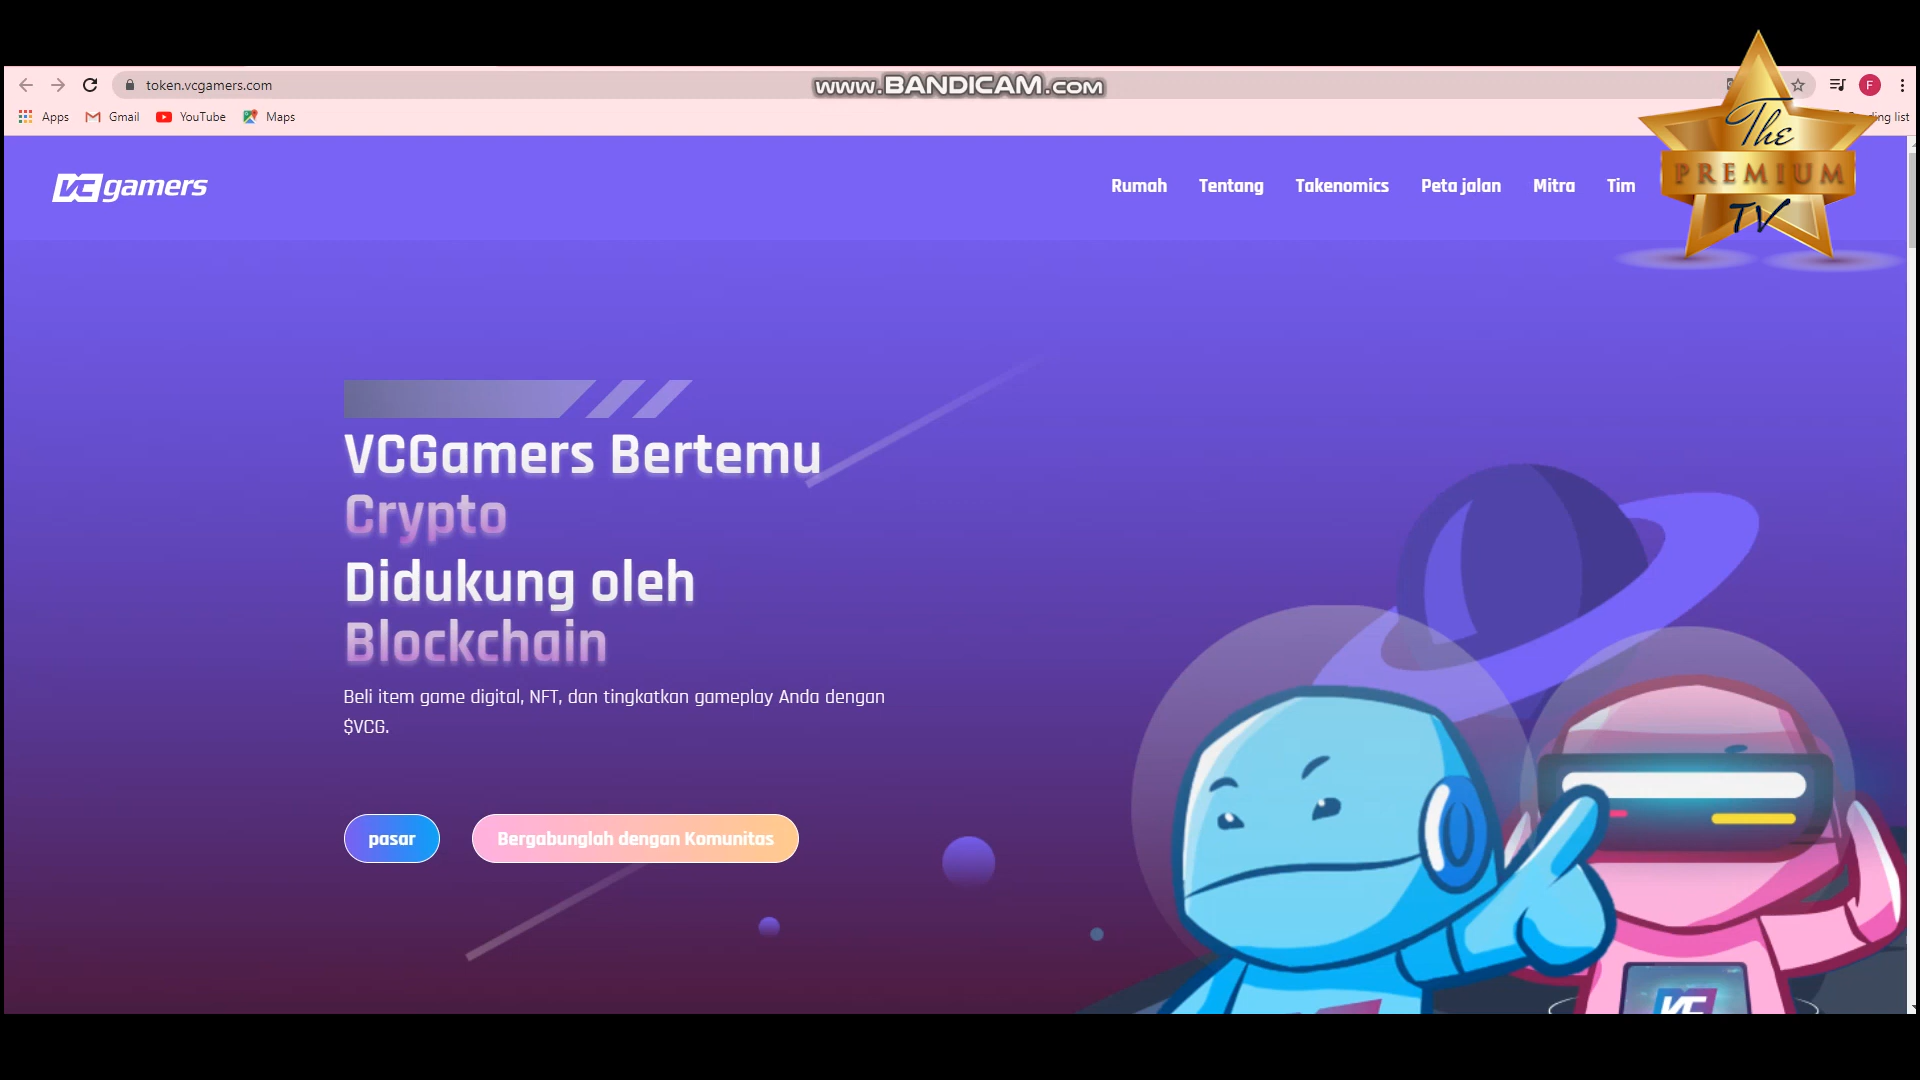 www.BANDICAM.com
token.vcgamers.com
F
Apps
Gmail
YouTube
Maps
The
PREMIUM
TV
VCgamers
Rumah
Tentang
Takenomics
Peta jalan
Mitra
Tim
VCGamers Bertemu
Crypto
Didukung oleh
Blockchain
Beli item game digital, NFT, dan tingkatkan gameplay Anda dengan
$VCG.
pasar
Bergabunglah dengan Komunitas
VC